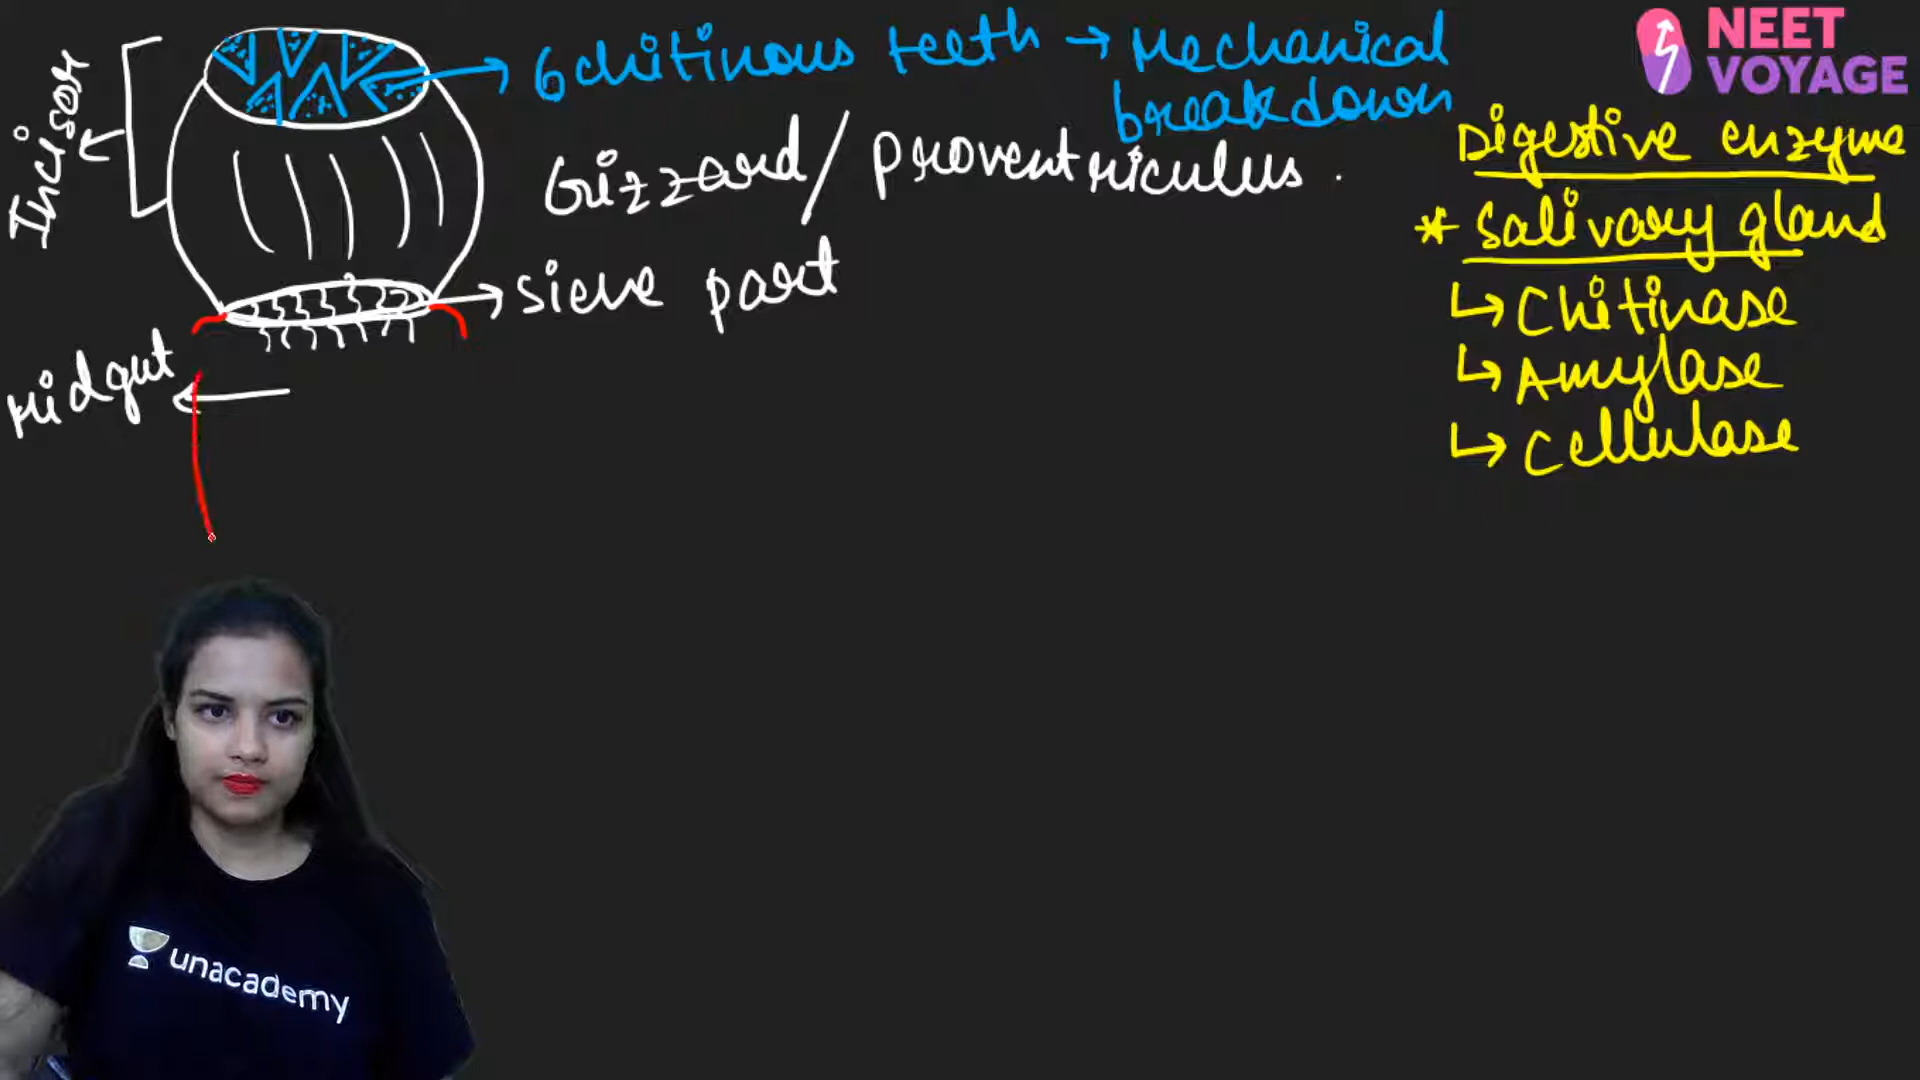 6 chitinous teeth → Mechanical
breakdown
Gizzard/ Proventriculus.
Incisor
→ sieve part
Midgut
NEET
VOYAGE
Digestive enzyme
* Salivary gland
↳ Chitinase
↳ Amylase
↳ Cellulase
unacademy